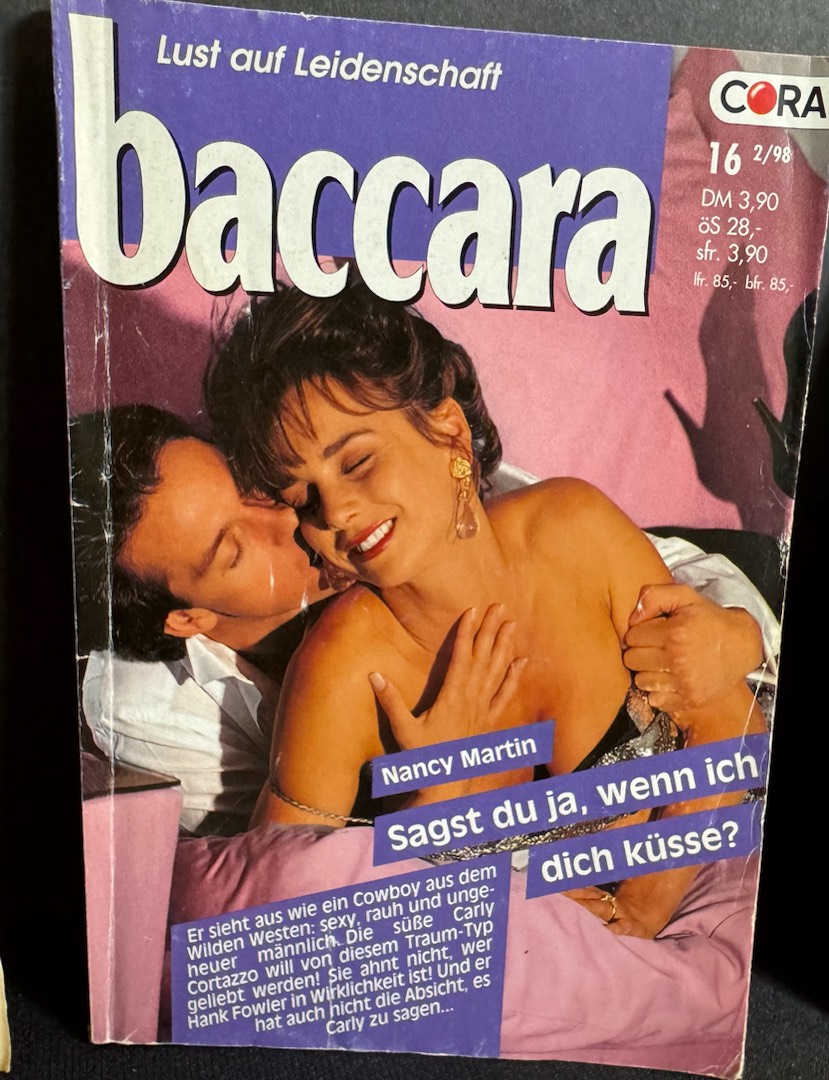 Lust auf Leidenschaft
baccara
CORA
16 2/98
DM 3,90
öS 28,-
sfr. 3,90
lfr. 85,- bfr. 85,-
Nancy Martin
Sagst du ja, wenn ich
dich küsse?
Er sieht aus wie ein Cowboy aus dem
Wilden Westen: sexy, rauh und unge-
heuer männlich. Die süße Carly
Cortazzo will von diesem Traum-Typ
geliebt werden! Sie ahnt nicht, wer
Hank Fowler in Wirklichkeit ist! Und er
hat auch nicht die Absicht, es
Carly zu sagen...